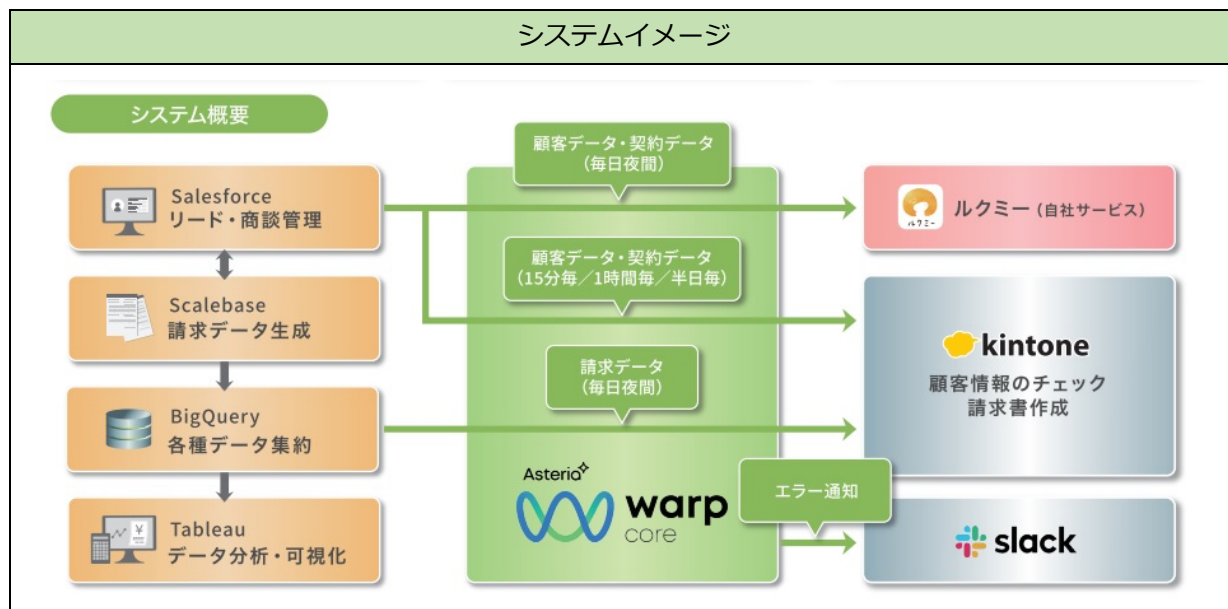 システムイメージ
システム概要
Salesforce
リード・商談管理
Scalebase
請求データ生成
BigQuery
各種データ集約
Tableau
データ分析・可視化
顧客データ・契約データ
（毎日夜間）
顧客データ・契約データ
（15分毎／1時間毎／半日毎）
請求データ
（毎日夜間）
Asteria
warp
core
エラー通知
ルクミー
ルクミー（自社サービス）
kintone
顧客情報のチェック
請求書作成
slack
¥